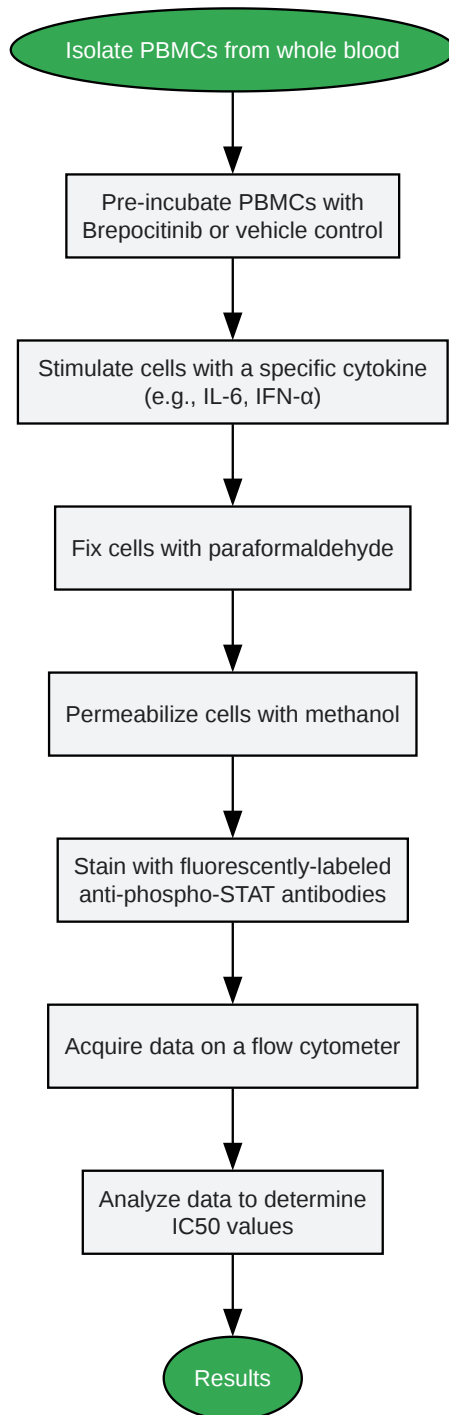 Isolate PBMCs from whole blood
Pre-incubate PBMCs with
Brepocitinib or vehicle control
Stimulate cells with a specific cytokine
(e.g., IL-6, IFN-α)
Fix cells with paraformaldehyde
Permeabilize cells with methanol
Stain with fluorescently-labeled
anti-phospho-STAT antibodies
Acquire data on a flow cytometer
Analyze data to determine
IC50 values
Results